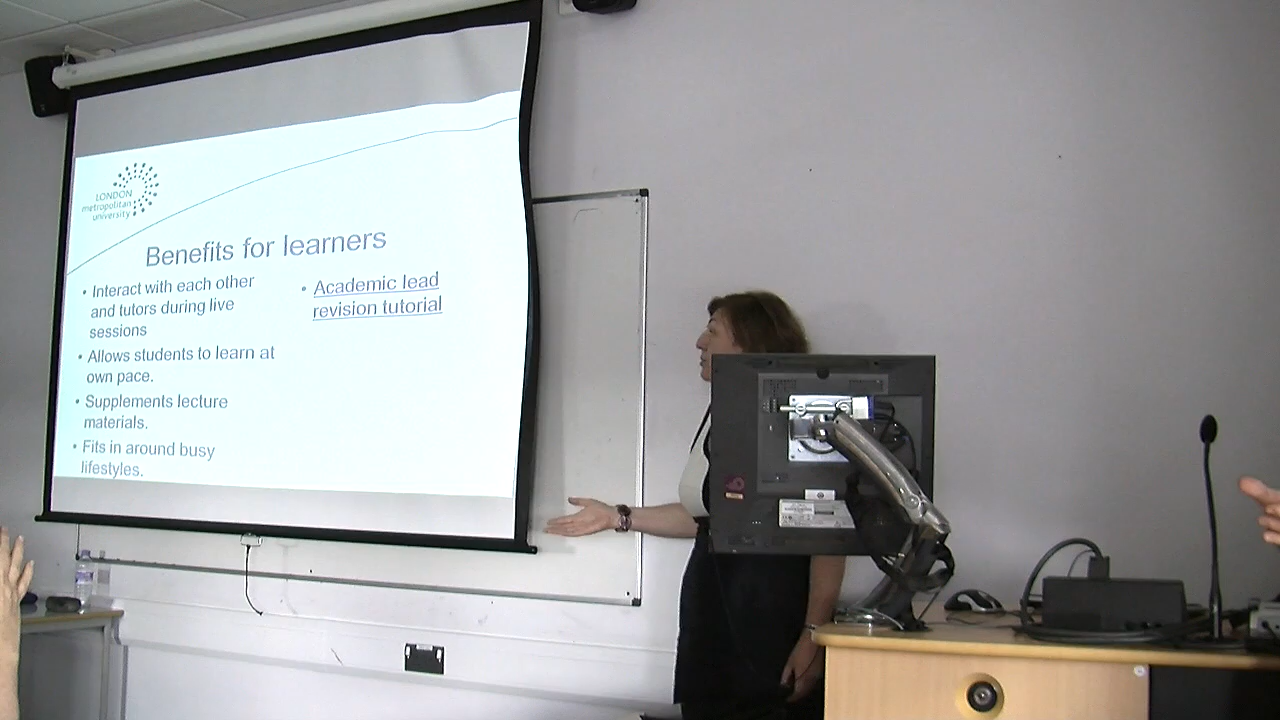 LONDON
metropolitan
university
Benefits for learners
• Interact with each other
and tutors during live
sessions
• Allows students to learn at
own pace.
• Supplements lecture
materials.
• Fits in around busy
lifestyles.
• Academic lead
revision tutorial